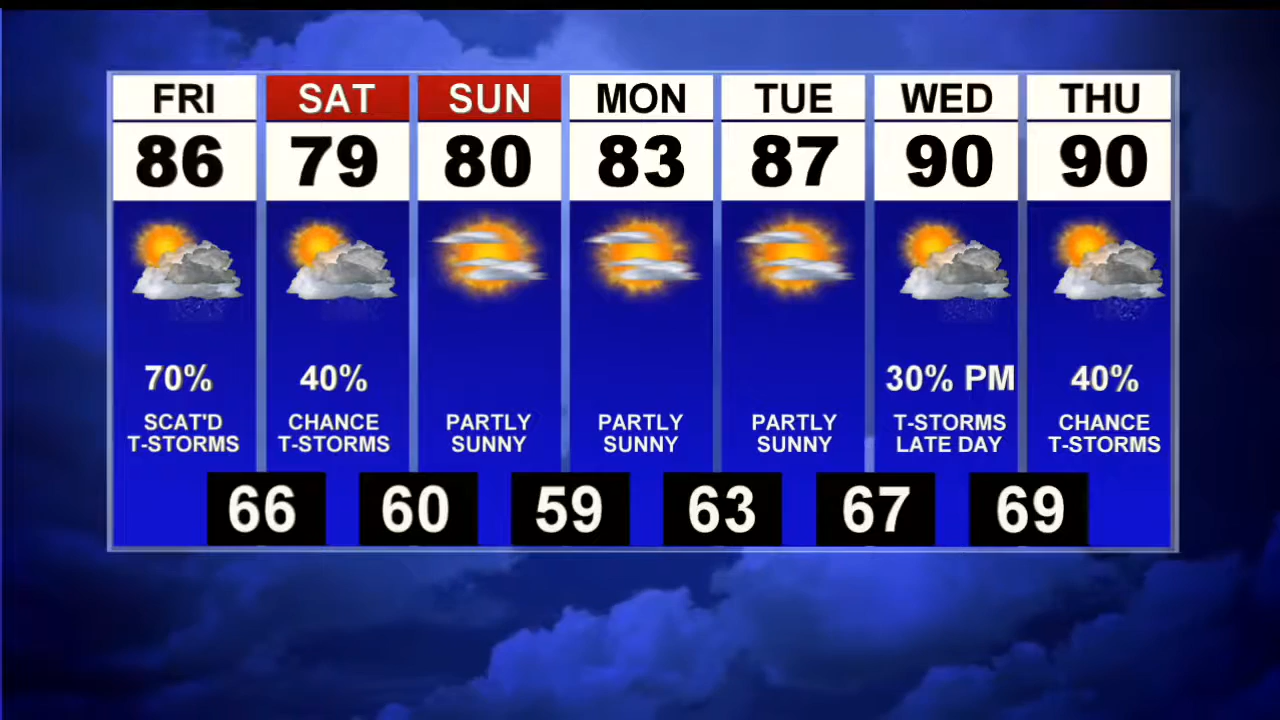 FRI SAT SUN MON TUE WED THU
86 79 80 83 87 90 90
70% 40% 30% PM 40%
SCAT'D CHANCE PARTLY PARTLY PARTLY T-STORMS CHANCE
T-STORMS T-STORMS SUNNY SUNNY SUNNY LATE DAY T-STORMS
66 60 59 63 67 69